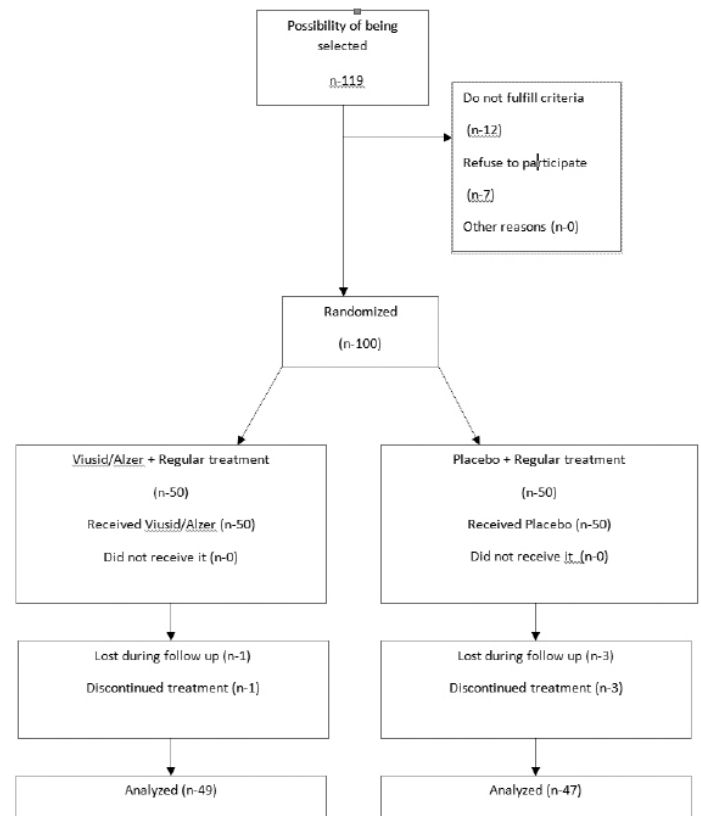 Possibility of being
selected
n-119
Do not fulfill criteria
(n-12)
Refuse to participate
(n-7)
Other reasons (n-0)
Randomized
(n-100)
Viusid/Alzer + Regular treatment
(n-50)
Received Viusid/Alzer (n-50)
Did not receive it (n-0)
Placebo + Regular treatment
(n-50)
Received Placebo (n-50)
Did not receive it (n-0)
Lost during follow up (n-1)
Discontinued treatment (n-1)
Lost during follow up (n-3)
Discontinued treatment (n-3)
Analyzed (n-49)
Analyzed (n-47)